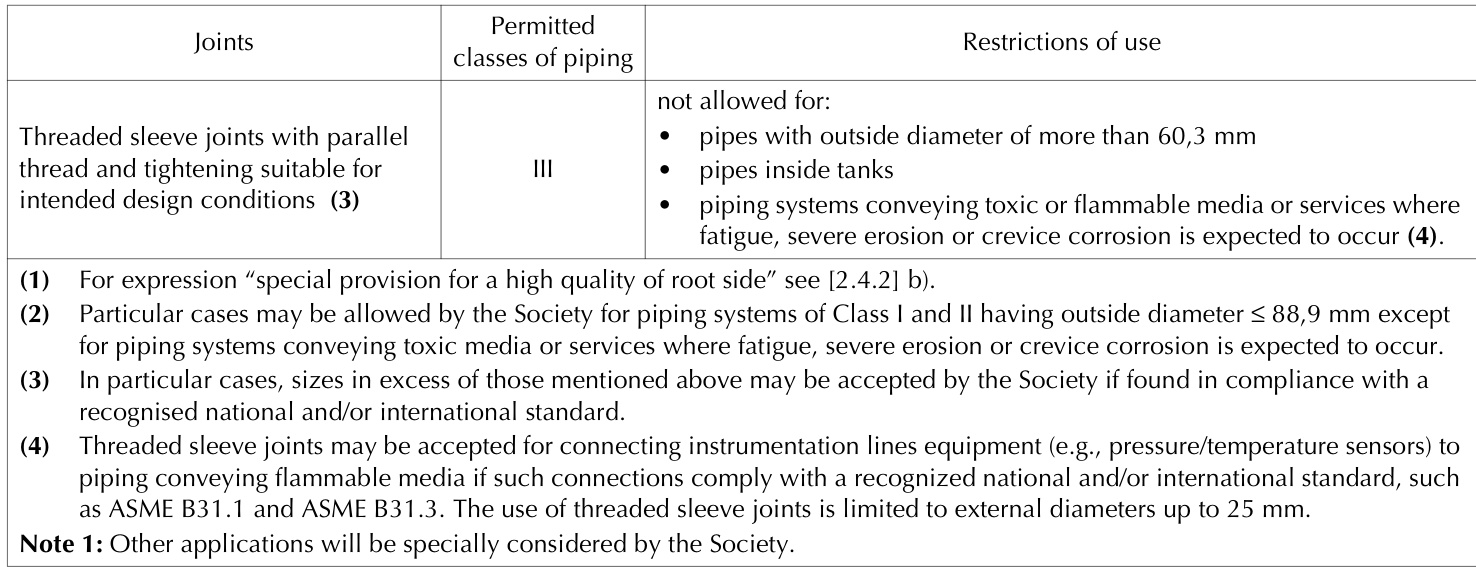 Joints
Permitted
classes of piping
Restrictions of use
Threaded sleeve joints with parallel
thread and tightening suitable for
intended design conditions (3)
III
not allowed for:
• pipes with outside diameter of more than 60,3 mm
• pipes inside tanks
• piping systems conveying toxic or flammable media or services where
fatigue, severe erosion or crevice corrosion is expected to occur (4).
(1) For expression “special provision for a high quality of root side” see [2.4.2] b).
(2) Particular cases may be allowed by the Society for piping systems of Class I and II having outside diameter ≤ 88,9 mm except
for piping systems conveying toxic media or services where fatigue, severe erosion or crevice corrosion is expected to occur.
(3) In particular cases, sizes in excess of those mentioned above may be accepted by the Society if found in compliance with a
recognised national and/or international standard.
(4) Threaded sleeve joints may be accepted for connecting instrumentation lines equipment (e.g., pressure/temperature sensors) to
piping conveying flammable media if such connections comply with a recognized national and/or international standard, such
as ASME B31.1 and ASME B31.3. The use of threaded sleeve joints is limited to external diameters up to 25 mm.
Note 1: Other applications will be specially considered by the Society.